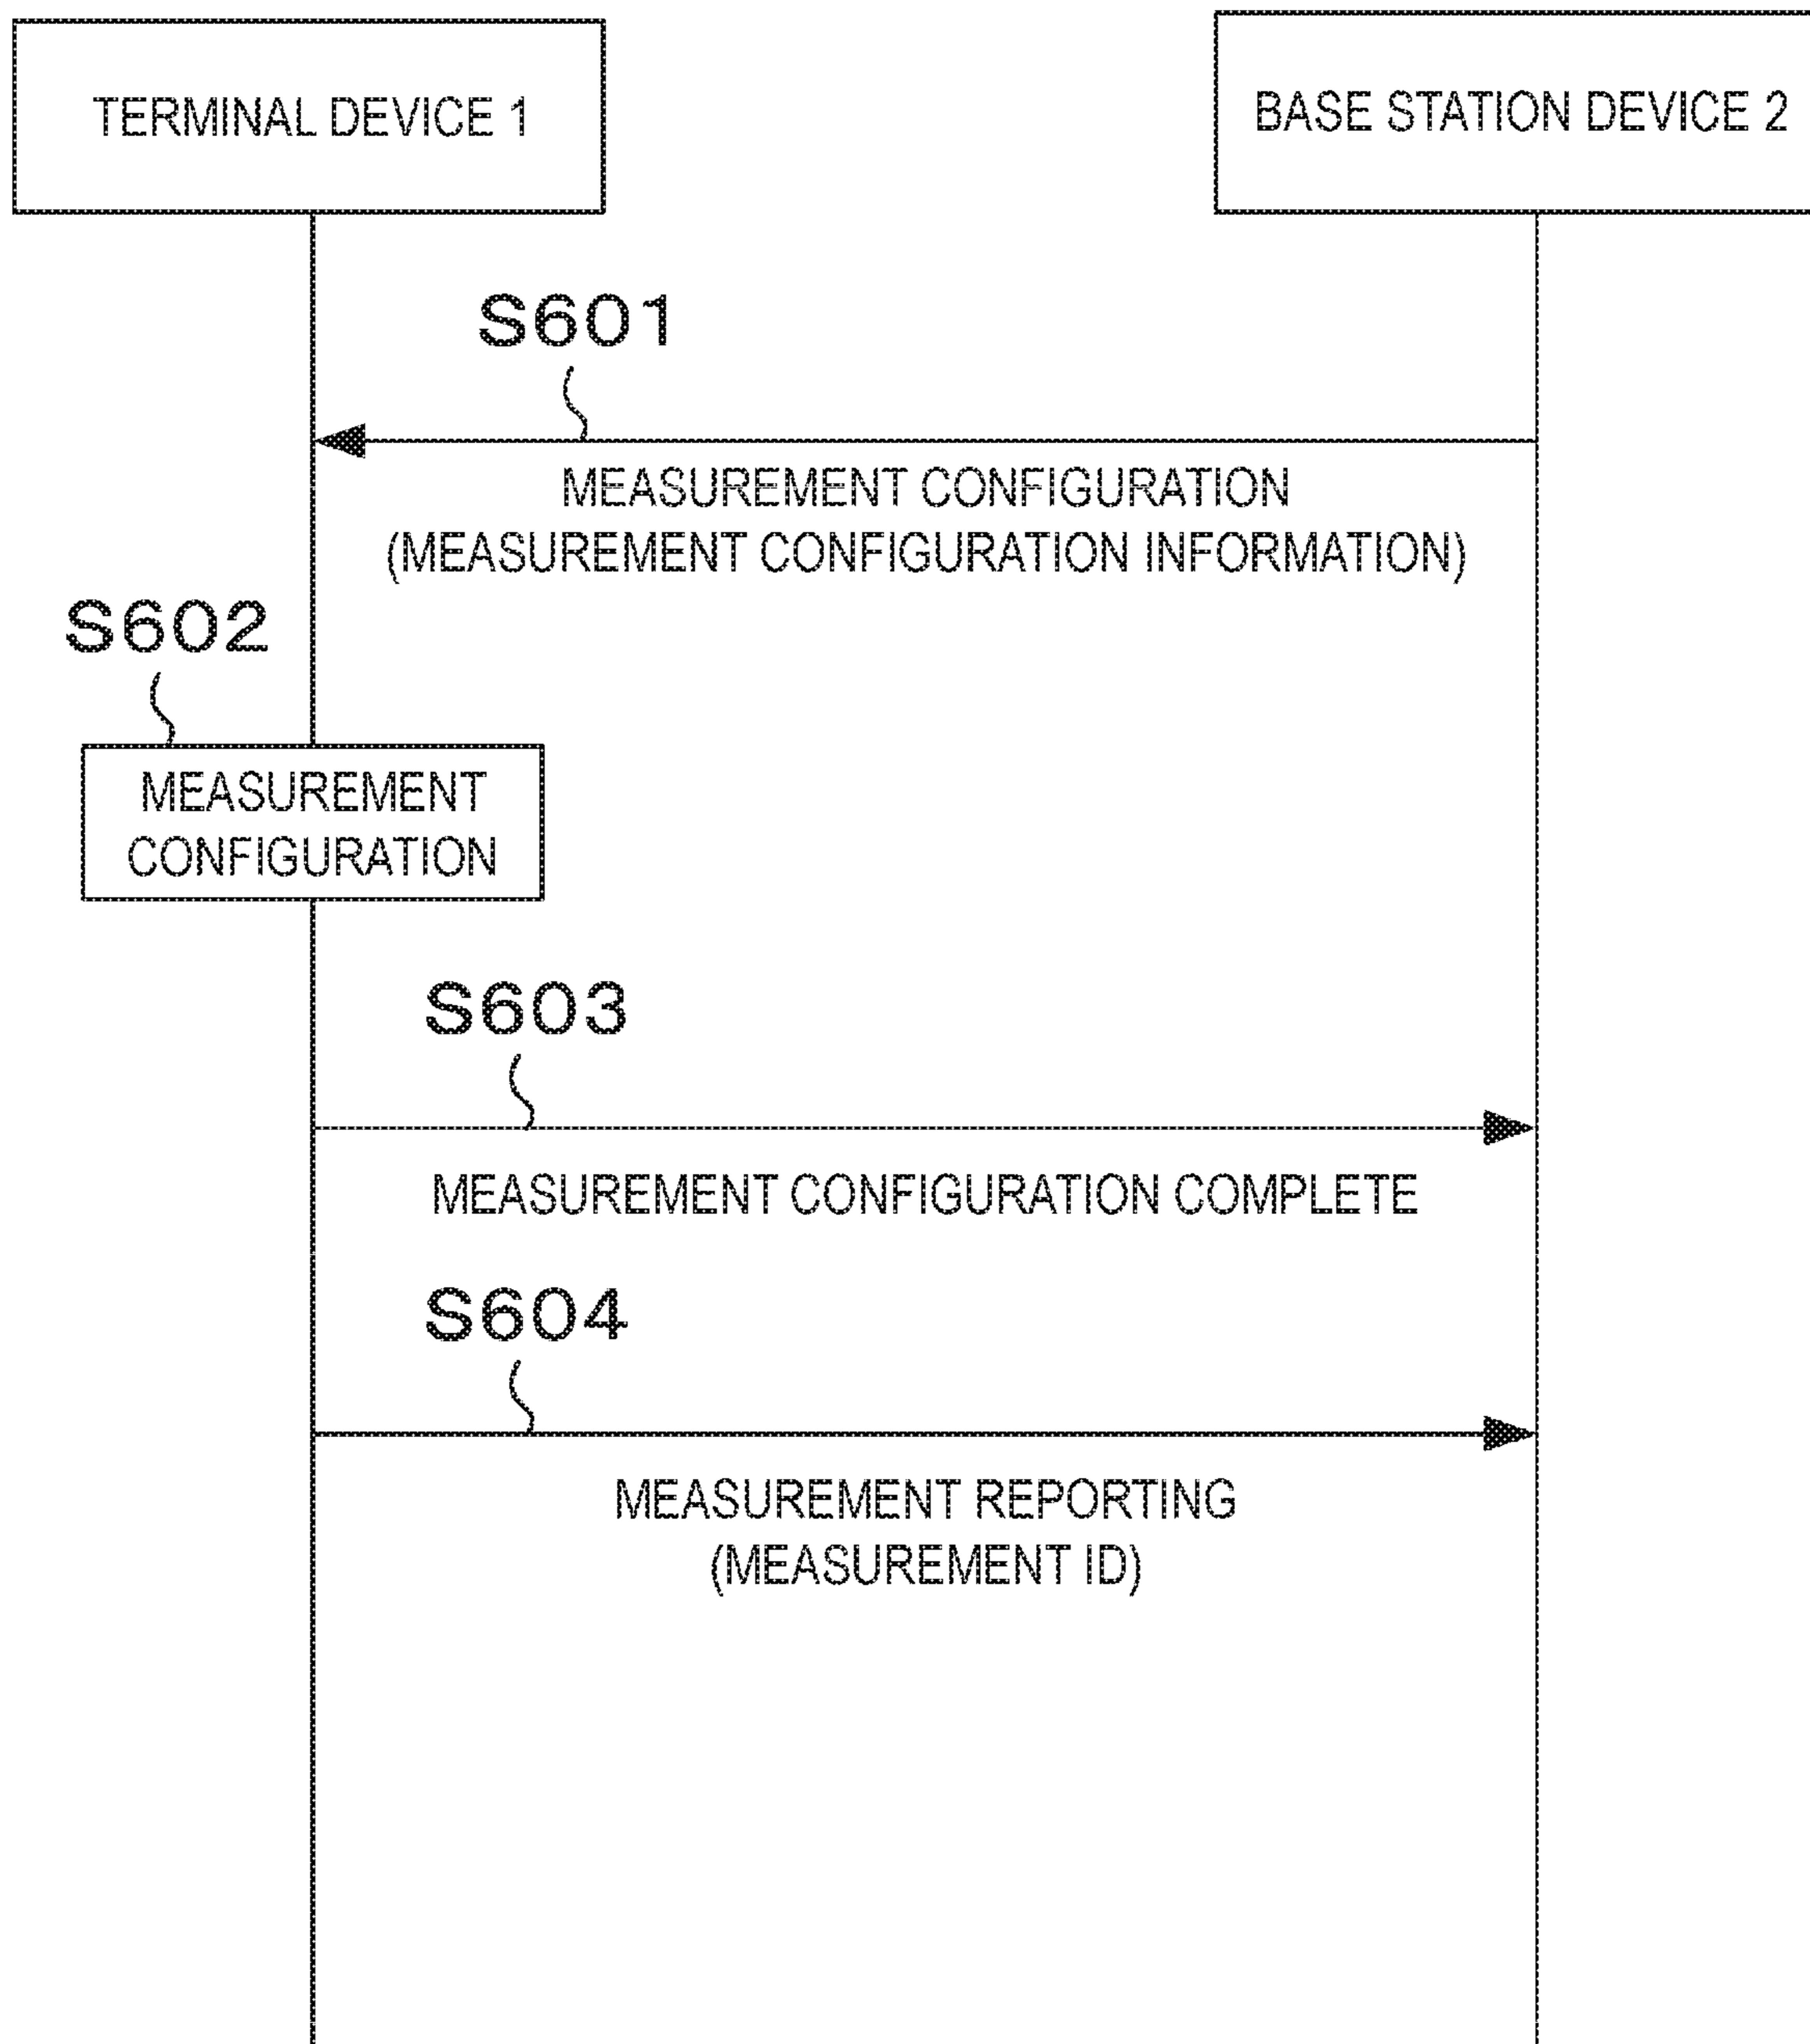 TERMINAL DEVICE 1
BASE STATION DEVICE 2
S601
MEASUREMENT CONFIGURATION
(MEASUREMENT CONFIGURATION INFORMATION)
S602
MEASUREMENT
CONFIGURATION
S603
MEASUREMENT CONFIGURATION COMPLETE
S604
MEASUREMENT REPORTING
(MEASUREMENT ID)